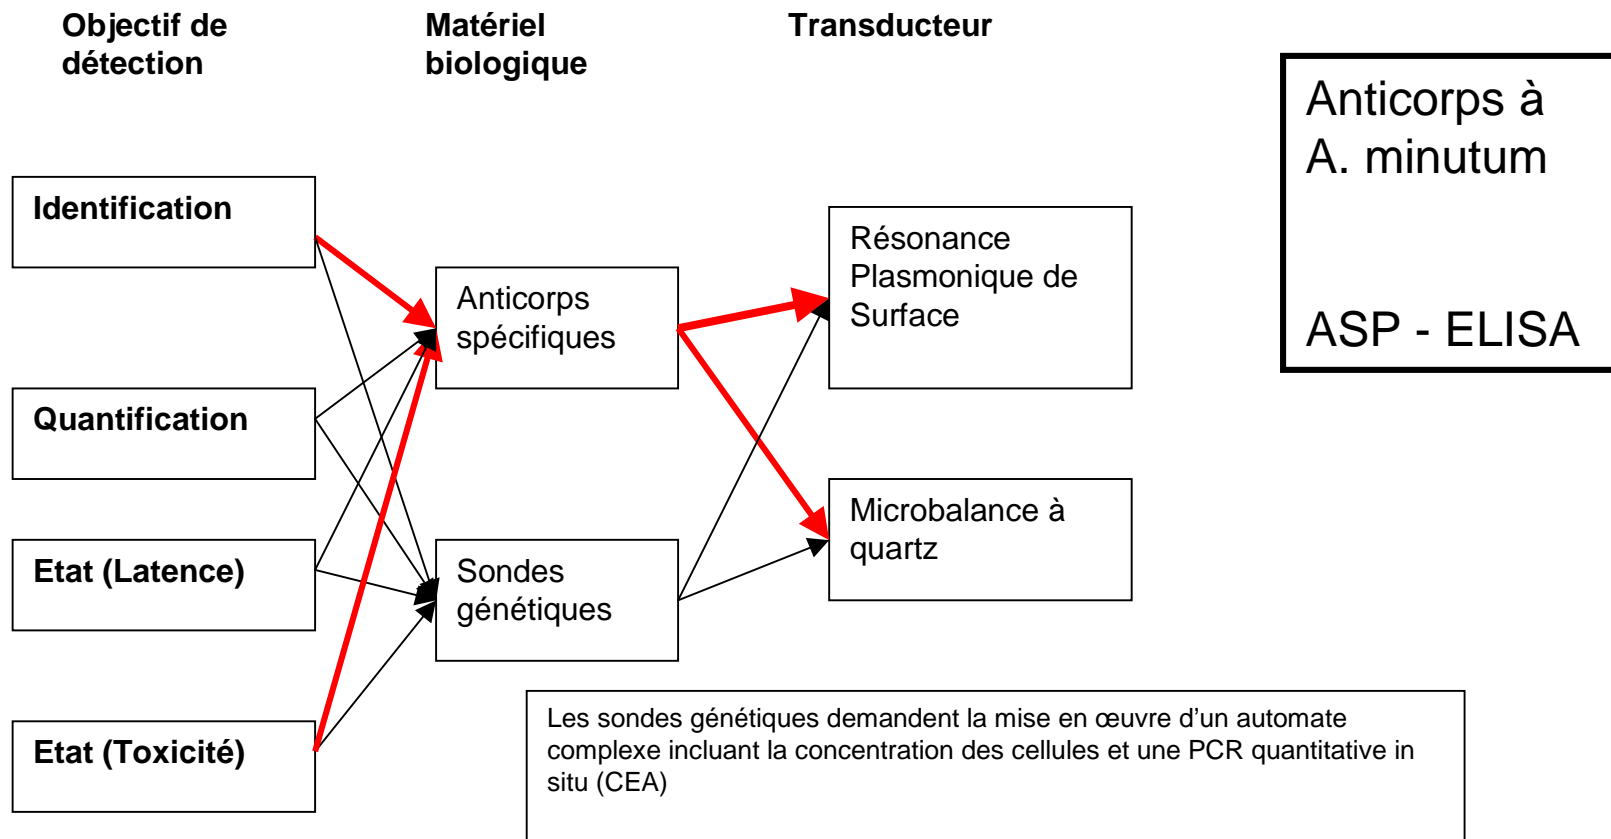 Objectif de
détection
Matériel
biologique
Transducteur
Anticorps à
A. minutum
ASP - ELISA
Identification
Quantification
Etat (Latence)
Etat (Toxicité)
Anticorps
spécifiques
Sondes
génétiques
Résonance
Plasmonique de
Surface
Microbalance à
quartz
Les sondes génétiques demandent la mise en œuvre d’un automate
complexe incluant la concentration des cellules et une PCR quantitative in
situ (CEA)